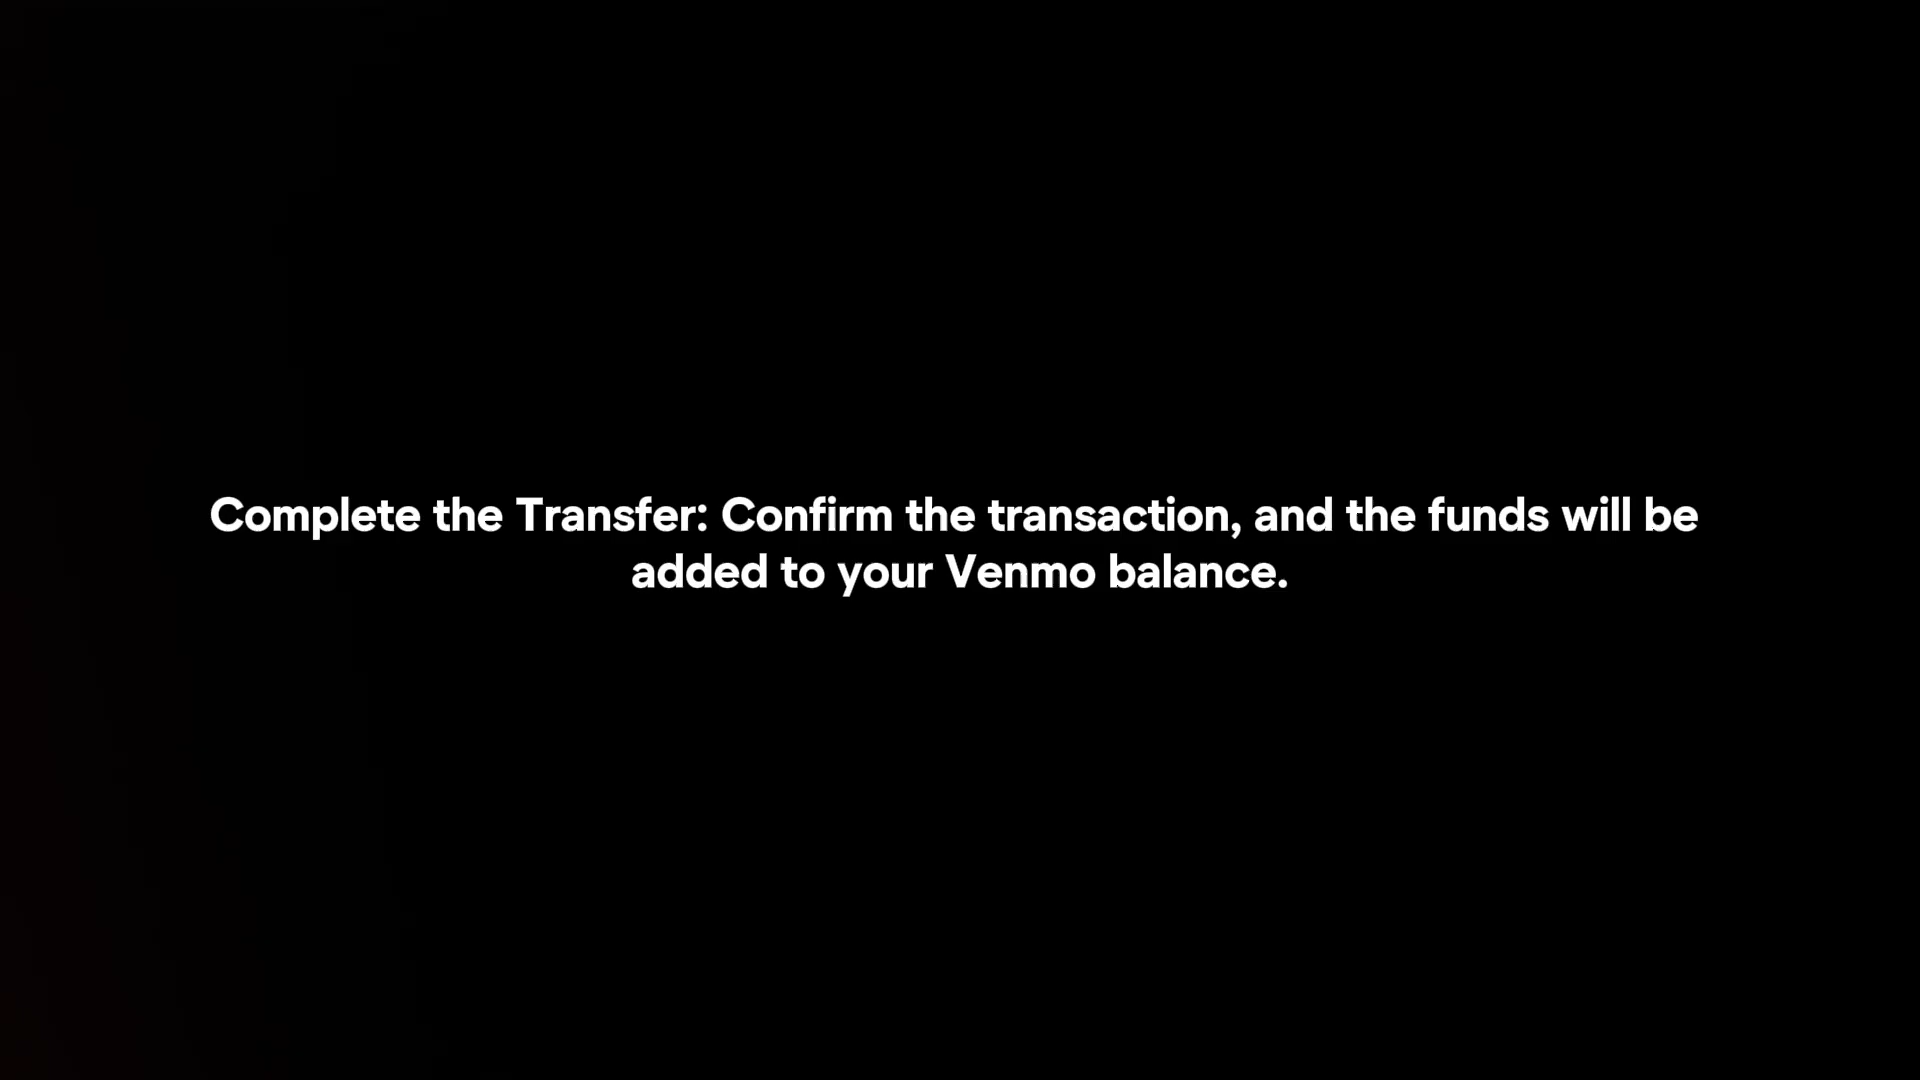 Complete the Transfer: Confirm the transaction, and the funds will be
added to your Venmo balance.